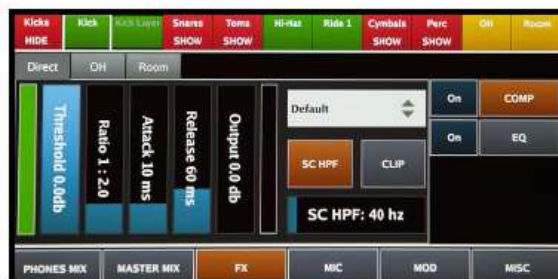 Kicks Kick Kick Layer Snares Toms Hi-Hat Ride 1 Cymbals Perc OH Room
HIDE SHOW SHOW SHOW SHOW
Direct OH Room
Threshold 0.0db
Ratio 1 : 2.0
Attack 10 ms
Release 60 ms
Output 0.0 db
Default
On COMP
On EQ
SC HPF CLIP
SC HPF: 40 hz
PHONES MIX MASTER MIX FX MIC MOD MISC